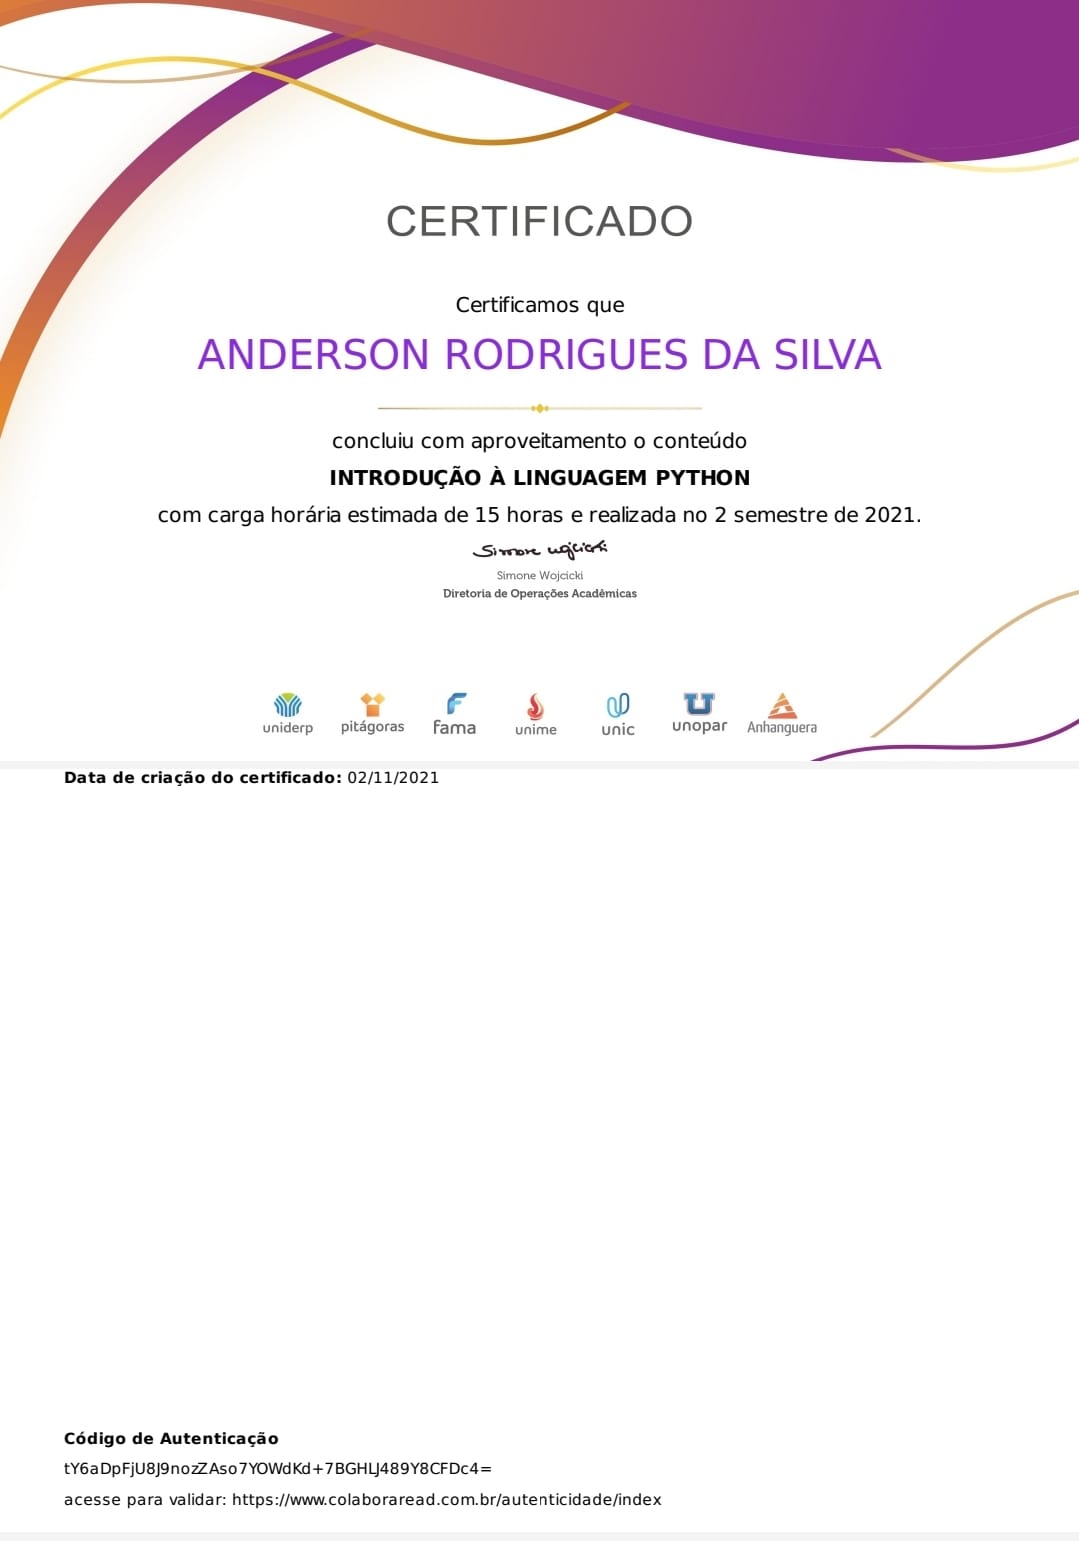 CERTIFICADO
Certificamos que
ANDERSON RODRIGUES DA SILVA
concluiu com aproveitamento o conteúdo
INTRODUÇÃO À LINGUAGEM PYTHON
com carga horária estimada de 15 horas e realizada no 2 semestre de 2021.
Simone Wojcicki
Simone Wojcicki
Diretoria de Operações Acadêmicas
uniderp pitágoras fama unime unic unopar Anhanguera
Data de criação do certificado: 02/11/2021
Código de Autenticação
tY6aDpFjU8J9nozZAso7YOWdKd+7BGHLJ489Y8CFDc4=
acesse para validar: https://www.colaboraread.com.br/autenticidade/index